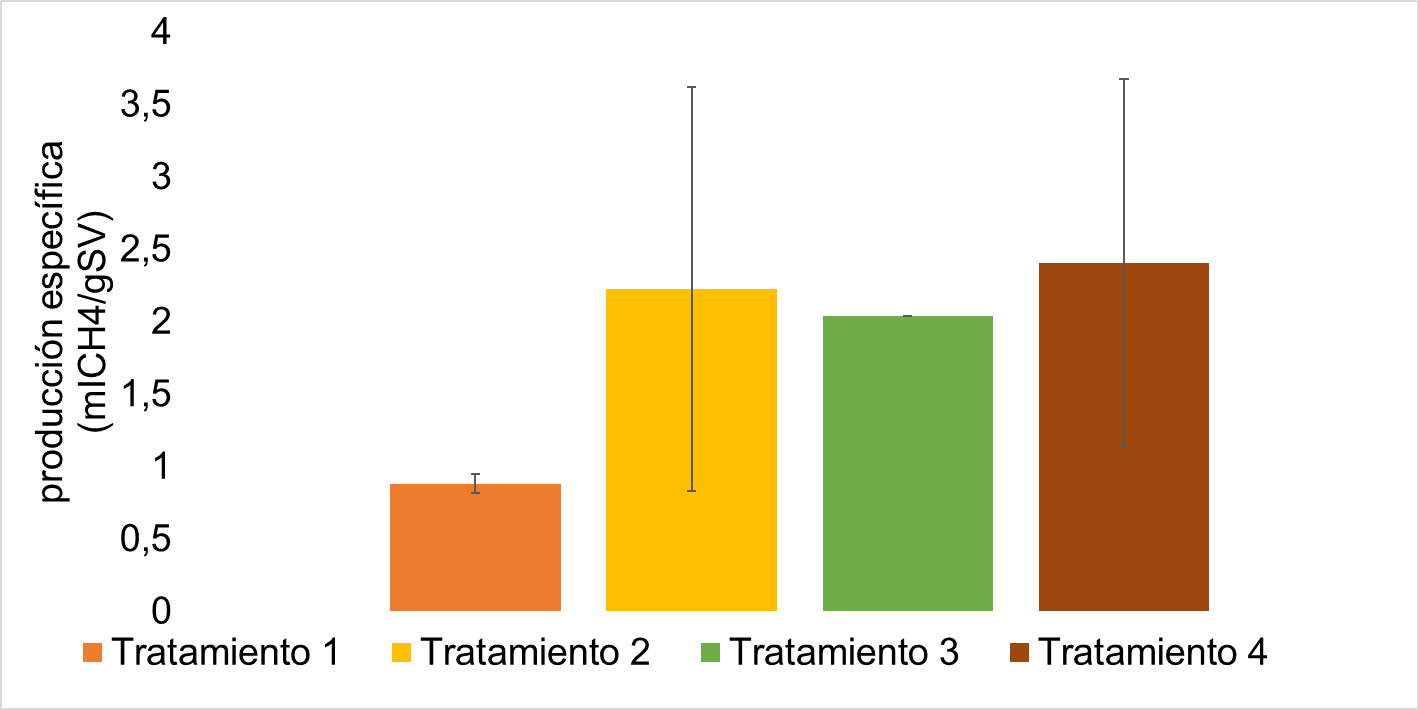 4
3,5
3
2,5
2
1,5
1
0,5
0
producción específica
(mlCH4/gSV)
Tratamiento 1
Tratamiento 2
Tratamiento 3
Tratamiento 4